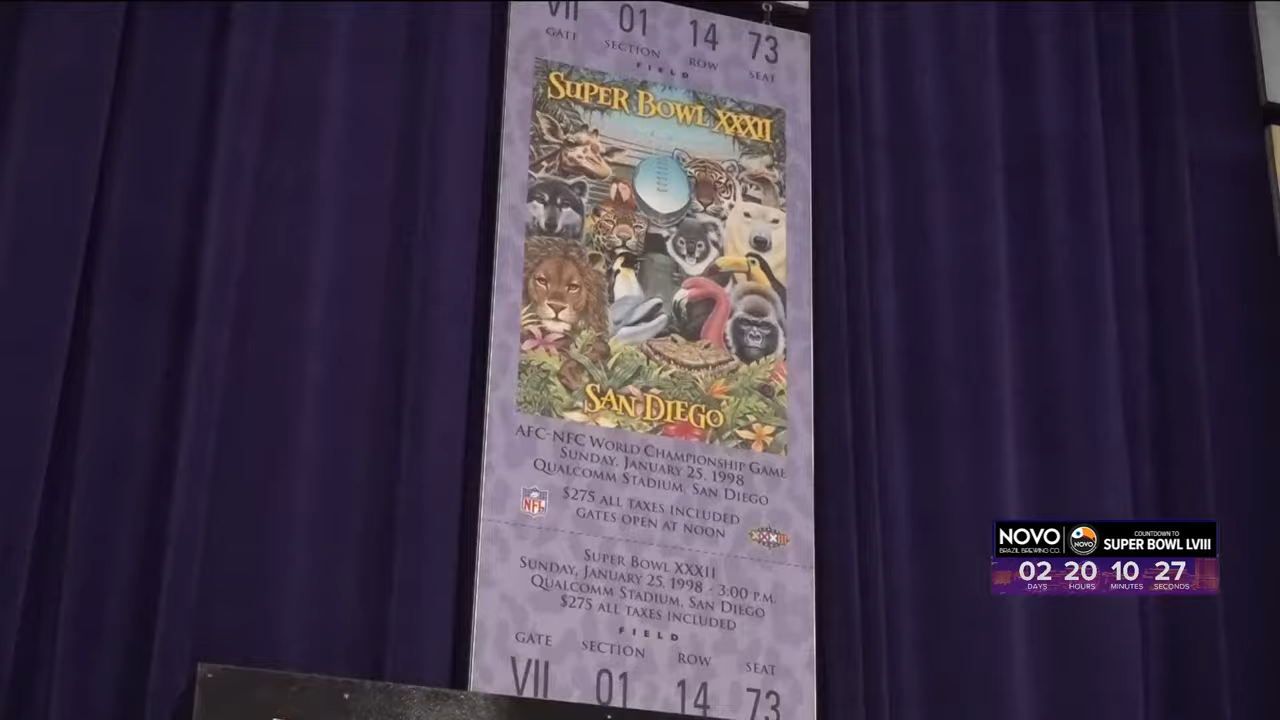 VII 01 14 73
GATE SECTION ROW SEAT
FIELD
SUPER BOWL XXXII
SAN DIEGO
AFC-NFC WORLD CHAMPIONSHIP GAME
SUNDAY, JANUARY 25, 1998
QUALCOMM STADIUM, SAN DIEGO
NFL
$275 ALL TAXES INCLUDED
GATES OPEN AT NOON
XXXII
SUPER BOWL XXXII
SUNDAY, JANUARY 25, 1998 - 3:00 P.M.
QUALCOMM STADIUM, SAN DIEGO
$275 ALL TAXES INCLUDED
FIELD
GATE SECTION ROW SEAT
VII 01 14 73
NOVO
BRAZIL BREWING CO.
NOVO
COUNTDOWN TO
SUPER BOWL LVIII
02 20 10 27
DAYS HOURS MINUTES SECONDS